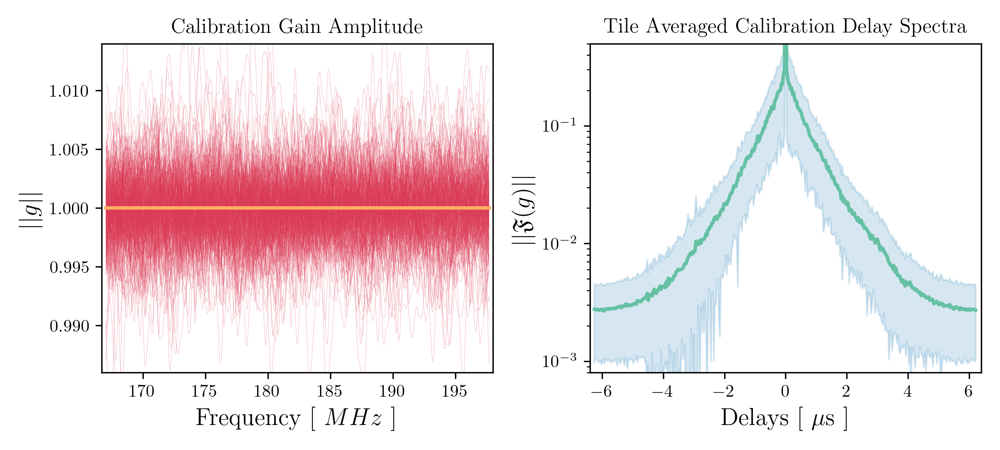 Calibration Gain Amplitude
||g||
1.010
1.005
1.000
0.995
0.990
170 175 180 185 190 195
Frequency [ MHz ]
Tile Averaged Calibration Delay Spectra
||𝔉(g)||
10⁻¹
10⁻²
10⁻³
−6 −4 −2 0 2 4 6
Delays [ μs ]